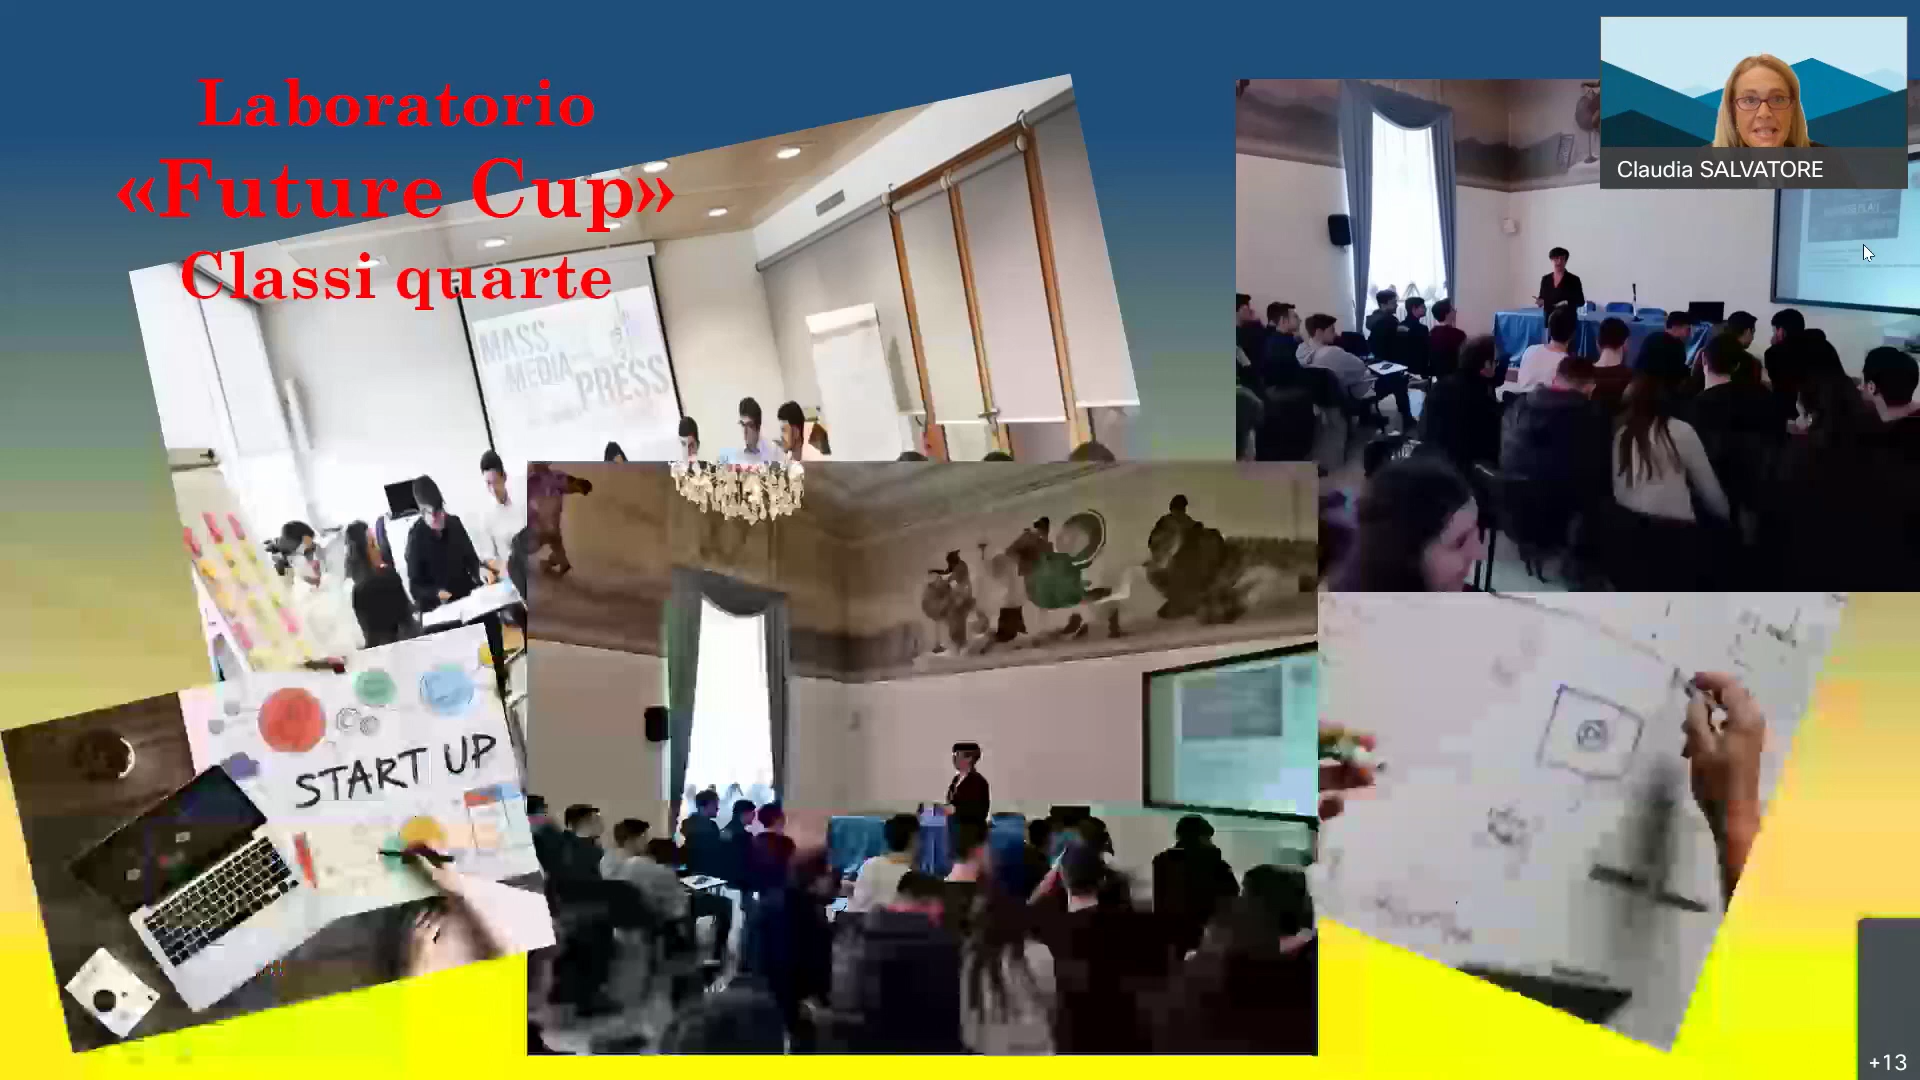 Laboratorio
«Future Cup»
Classi quarte
Claudia SALVATORE
MASS
MEDIA
PRESS
START UP
+13